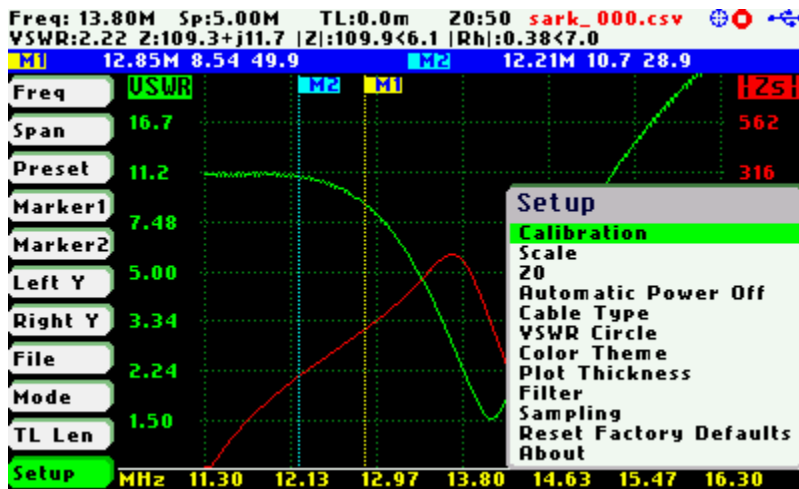 Freq: 13.80M Sp:5.00M TL:0.0m Z0:50 sark_000.csv
VSWR:2.22 Z:109.3+j11.7 |Z|:109.9<6.1 |Rh|:0.38<7.0
M1 12.85M 8.54 49.9 M2 12.21M 10.7 28.9
Freq VSWR M2 M1 |Zs|
Span 16.7 562
Preset 11.2 316
Marker1 7.48
Marker2
Left Y 5.00
Right Y 3.34
File 2.24
Mode
TL Len 1.50
Setup
Setup
Calibration
Scale
Z0
Automatic Power Off
Cable Type
VSWR Circle
Color Theme
Plot Thickness
Filter
Sampling
Reset Factory Defaults
About
MHz 11.30 12.13 12.97 13.80 14.63 15.47 16.30